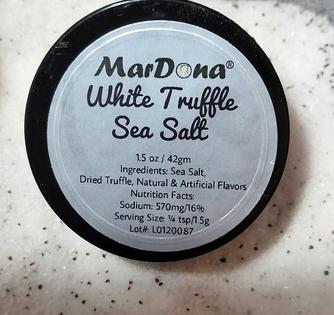 MarDona®
White Truffle
Sea Salt
1.5 oz / 42gm
Ingredients: Sea Salt,
Dried Truffle, Natural & Artificial Flavors
Nutrition Facts:
Sodium: 570mg/16%
Serving Size: ¼ tsp/1.5g
Lot#: L0120087